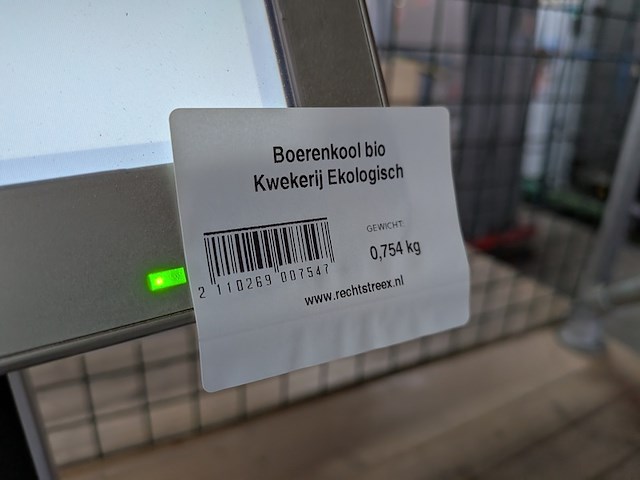 Boerenkool bio
Kwekerij Ekologisch
GEWICHT:
0,754 kg
2 110269 007547
www.rechtstreex.nl